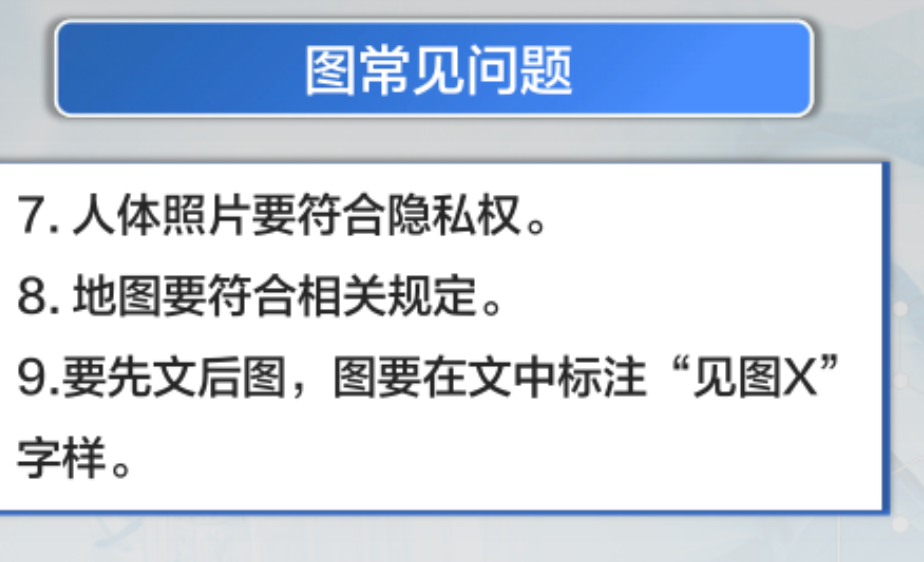 图常见问题
7. 人体照片要符合隐私权。
8. 地图要符合相关规定。
9.要先文后图，图要在文中标注“见图X”
字样。